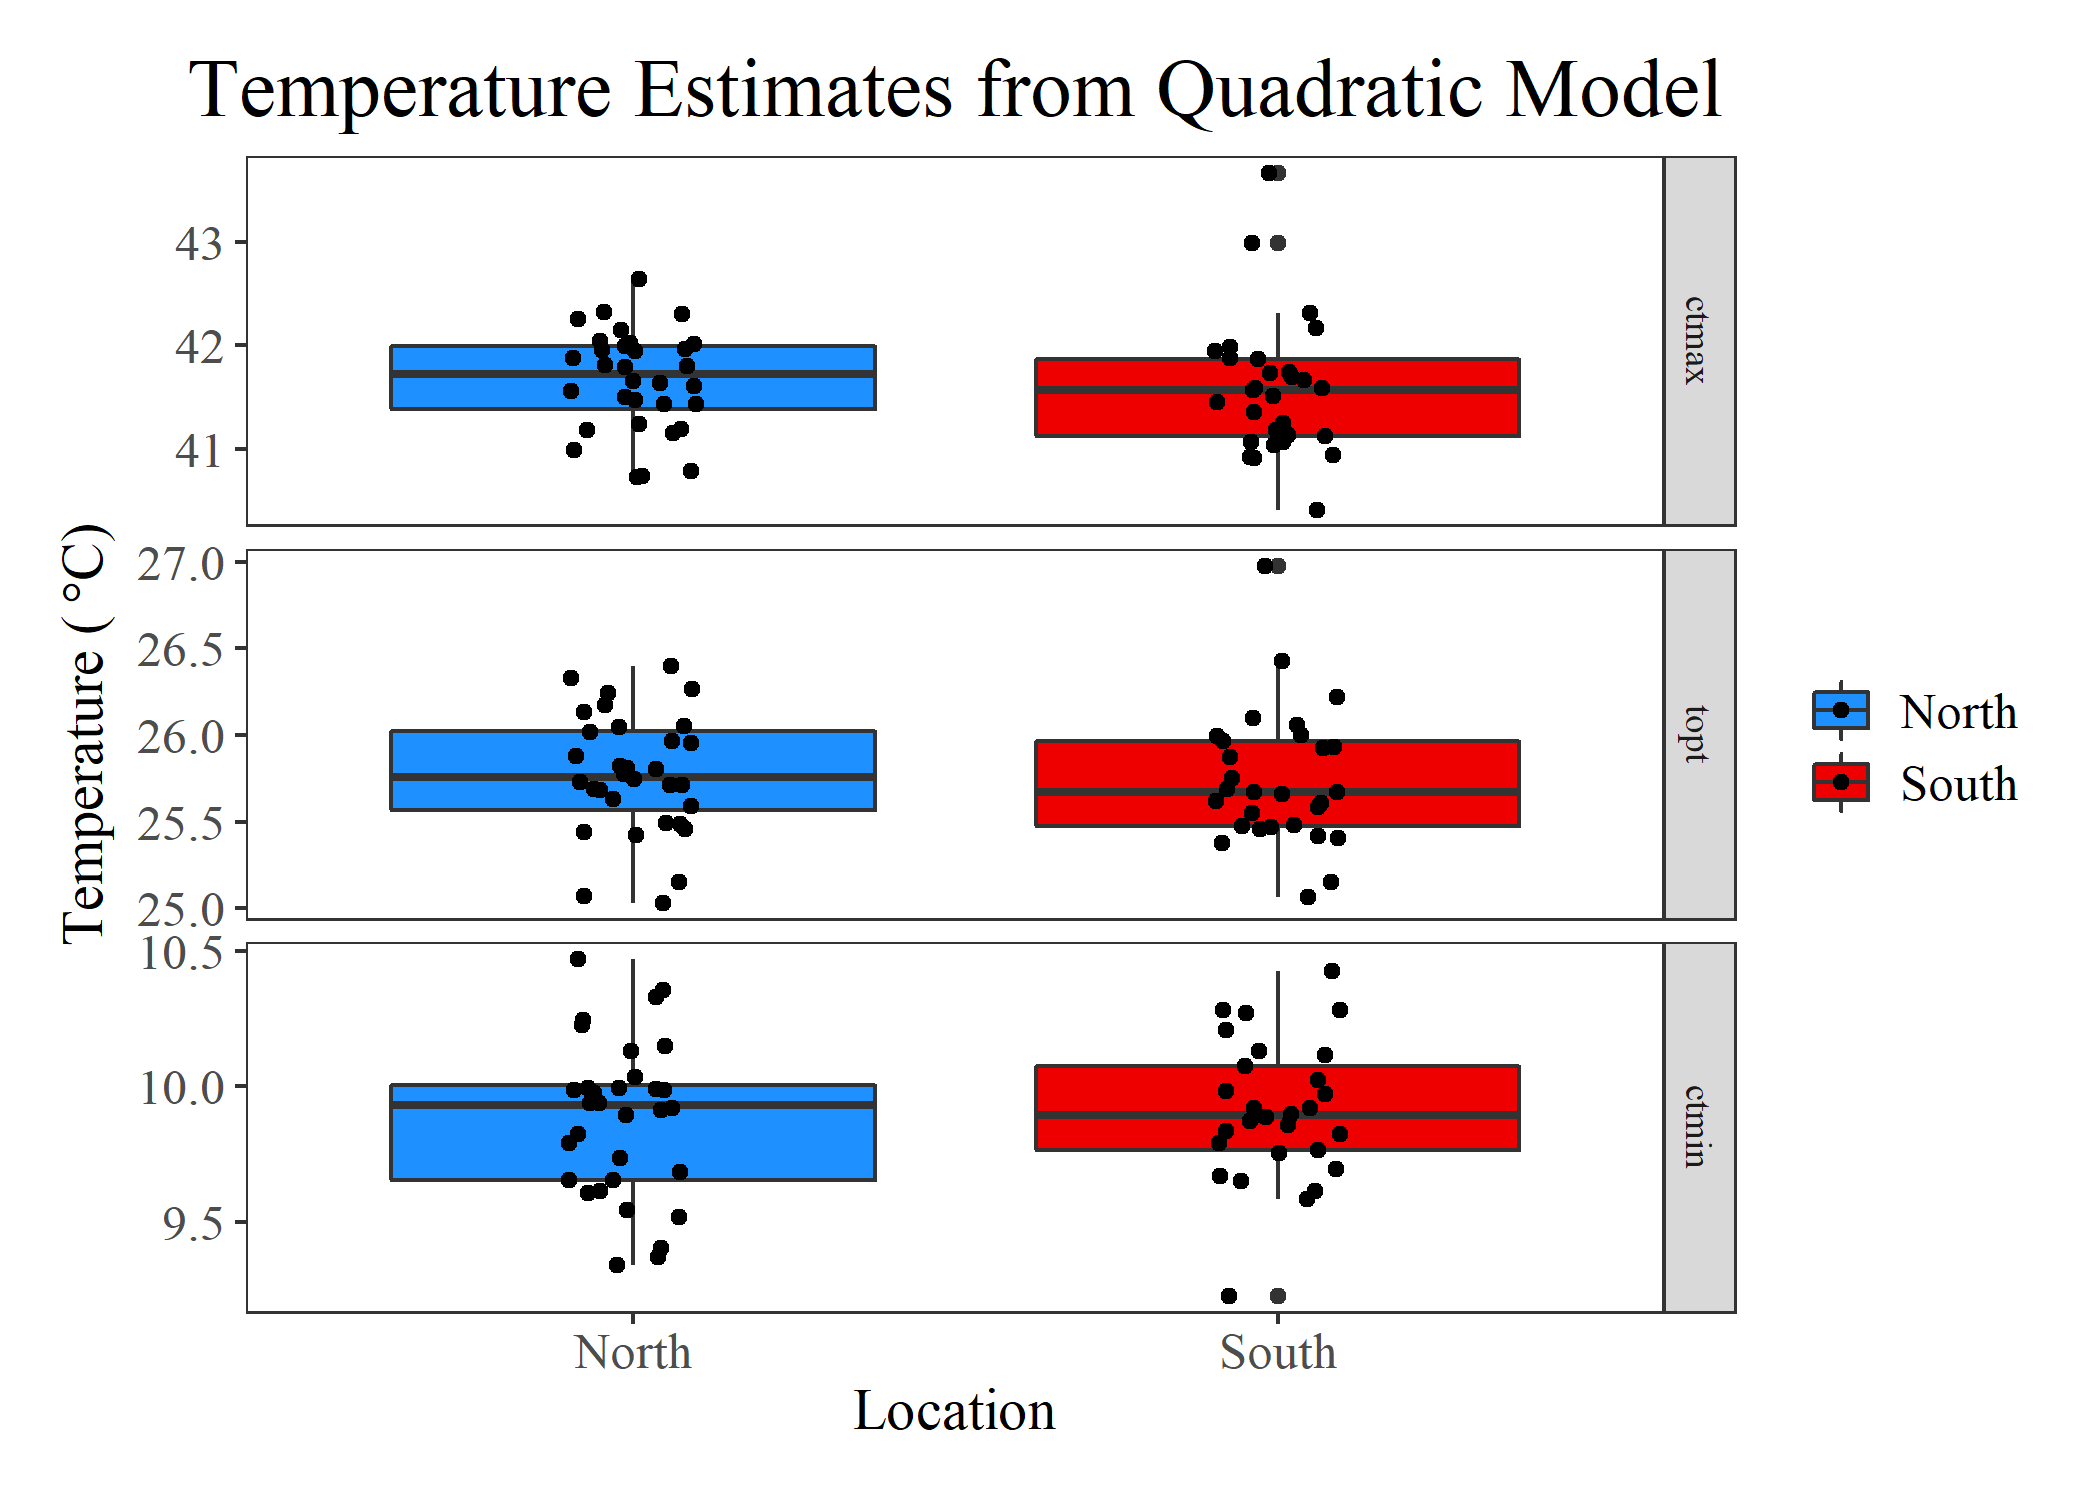 Temperature Estimates from Quadratic Model
Temperature ( °C)
43
42
41
ctmax
27.0
26.5
26.0
25.5
25.0
topt
10.5
10.0
9.5
ctmin
North
South
Location
North
South